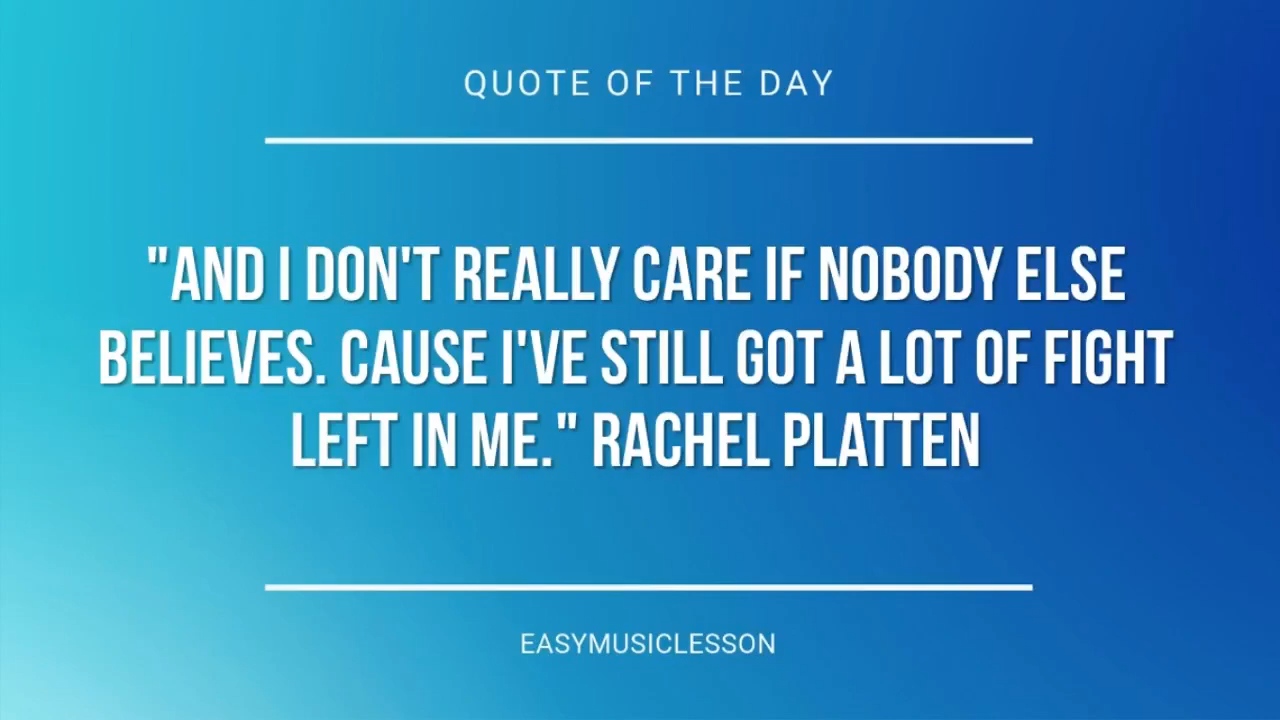 QUOTE OF THE DAY
"AND I DON'T REALLY CARE IF NOBODY ELSE
BELIEVES. CAUSE I'VE STILL GOT A LOT OF FIGHT
LEFT IN ME." RACHEL PLATTEN
EASYMUSICLESSON